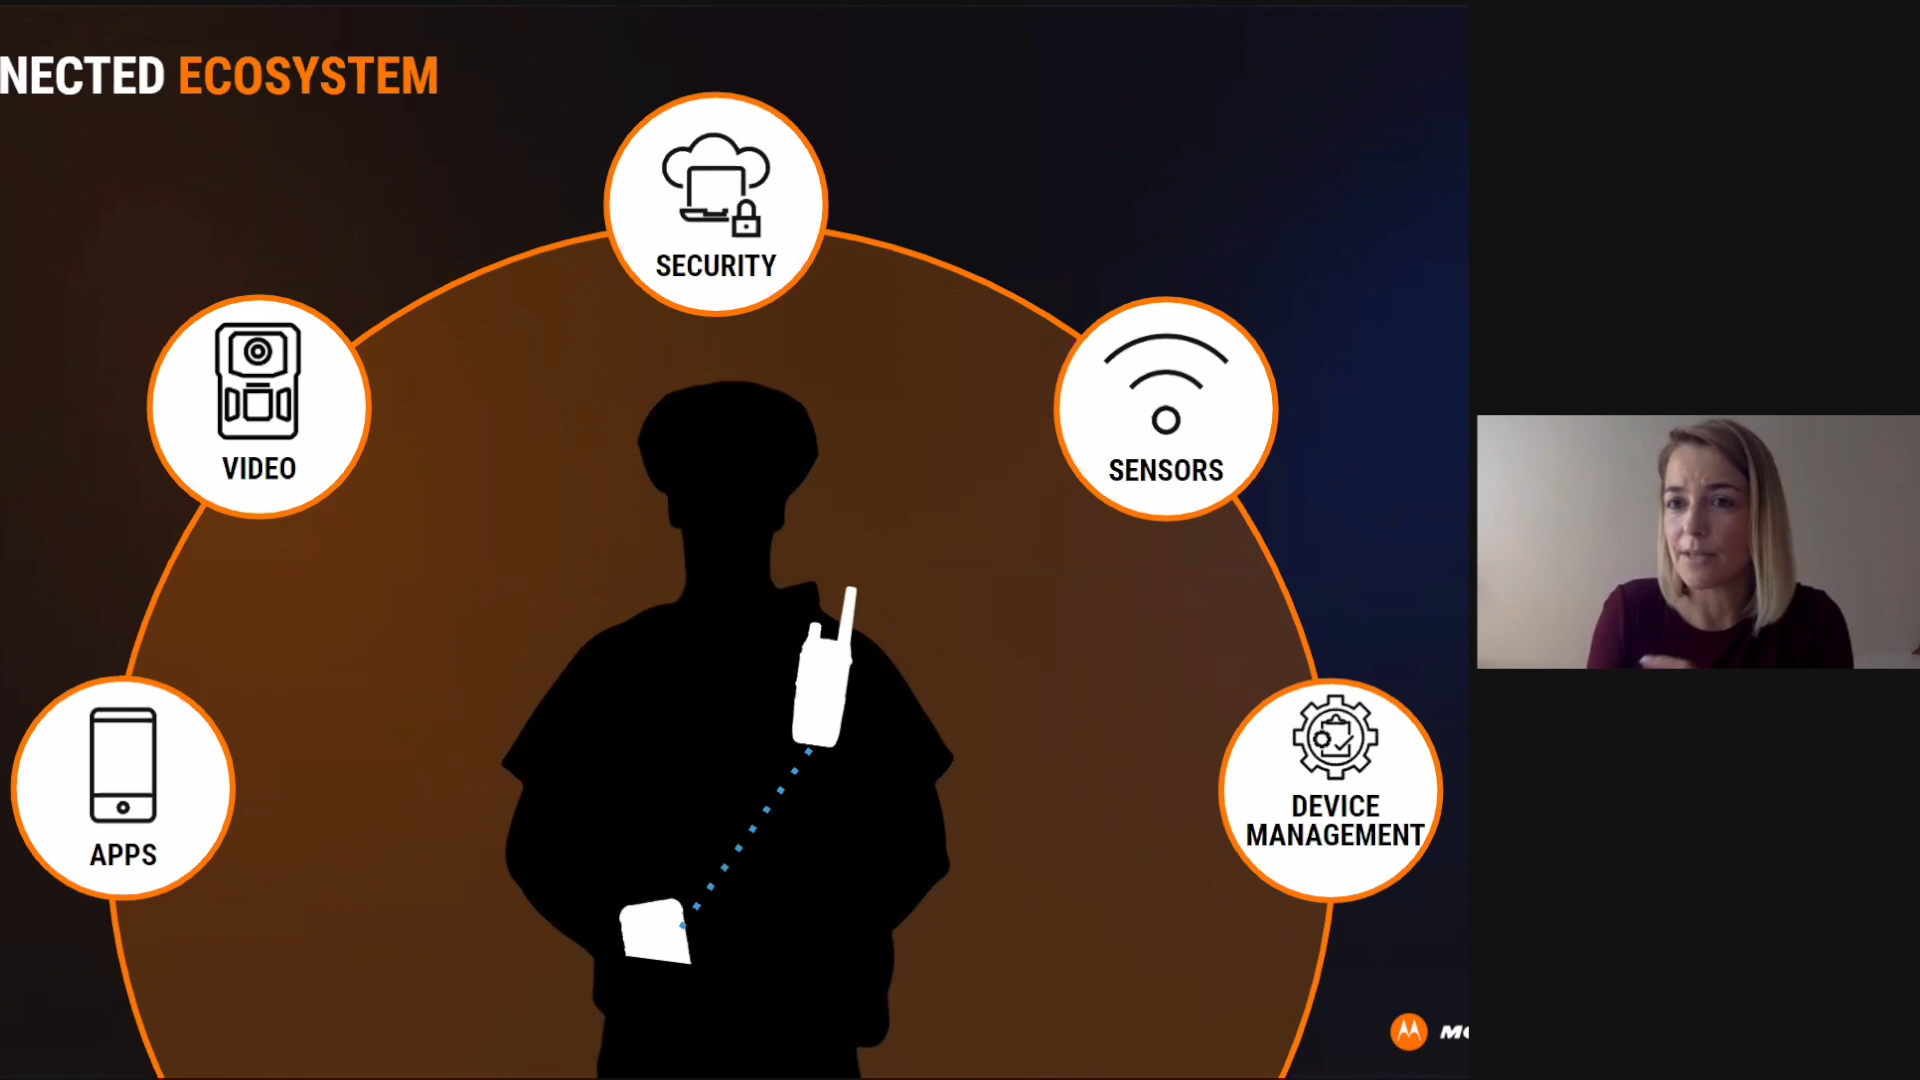 NECTED ECOSYSTEM
SECURITY
VIDEO
SENSORS
APPS
DEVICE
MANAGEMENT